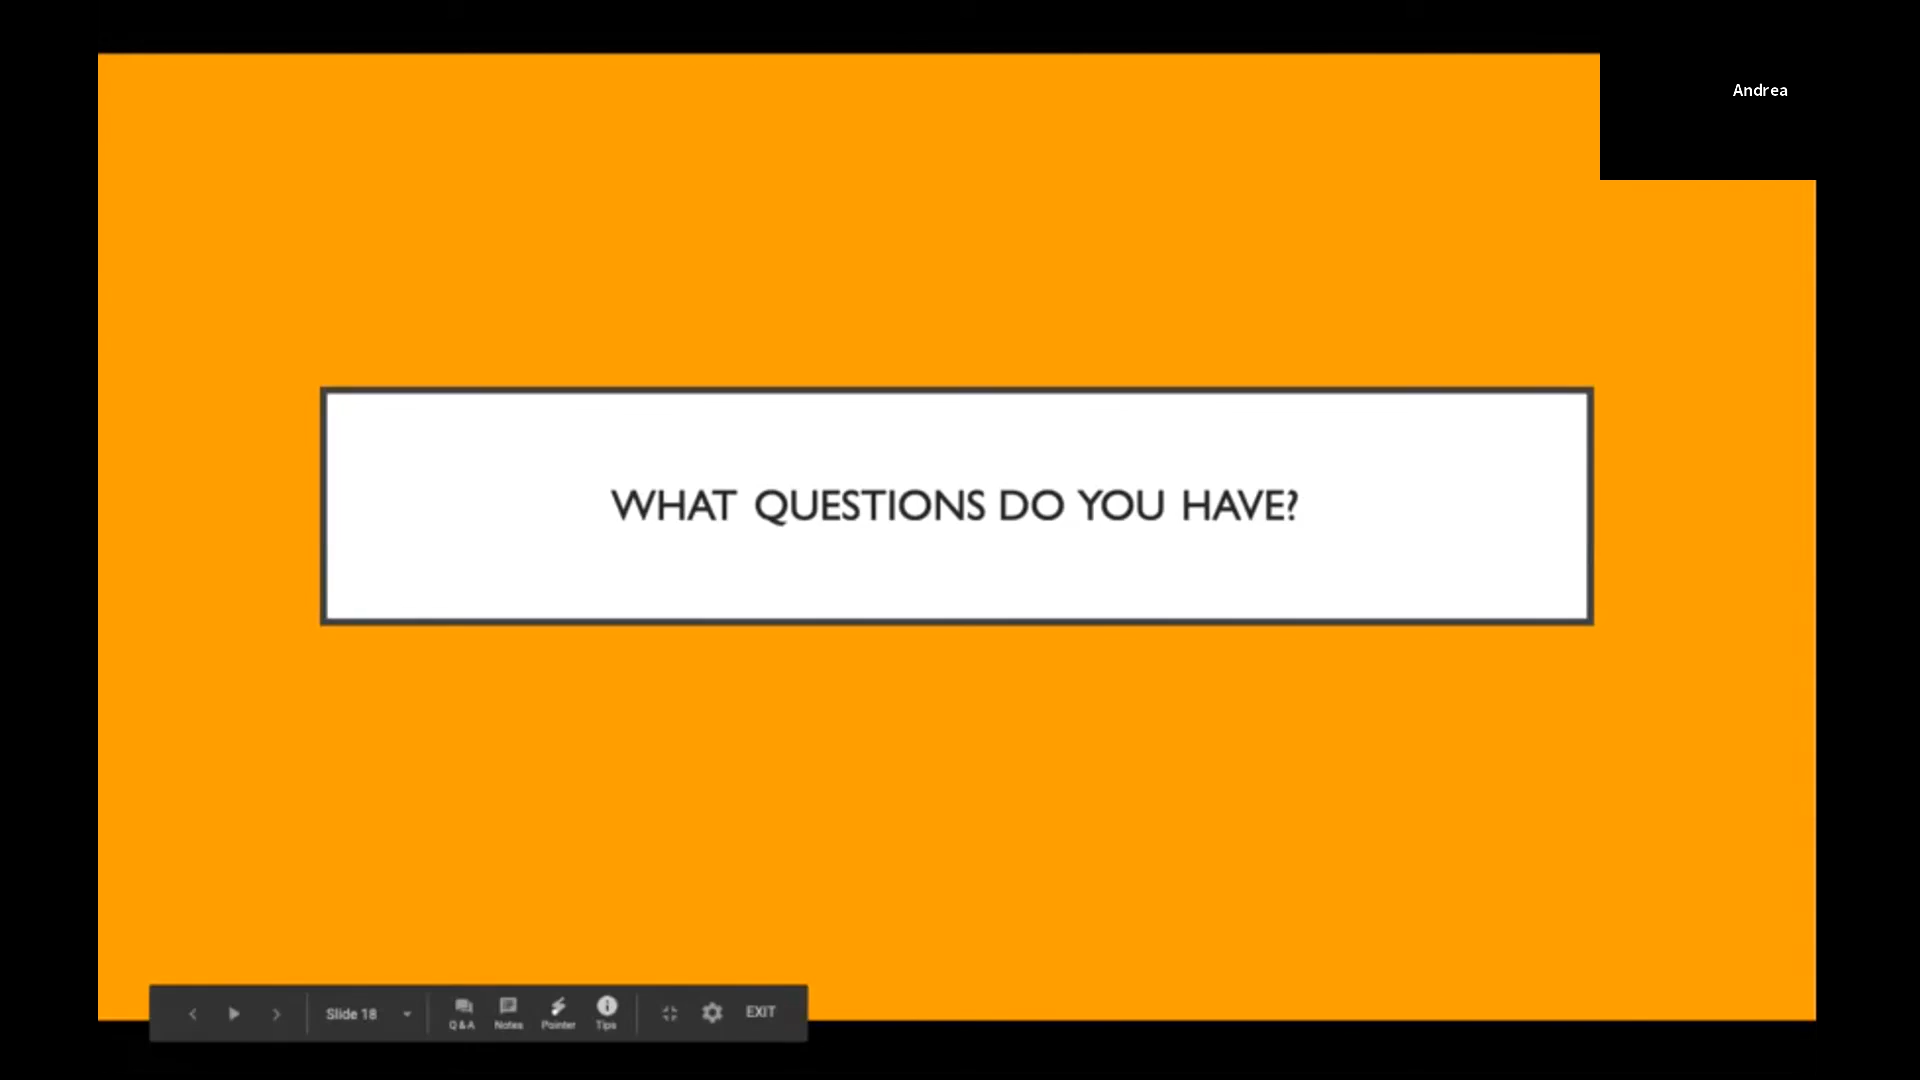 Andrea
WHAT QUESTIONS DO YOU HAVE?
Slide 18
Q & A Notes Pointer Tips
EXIT